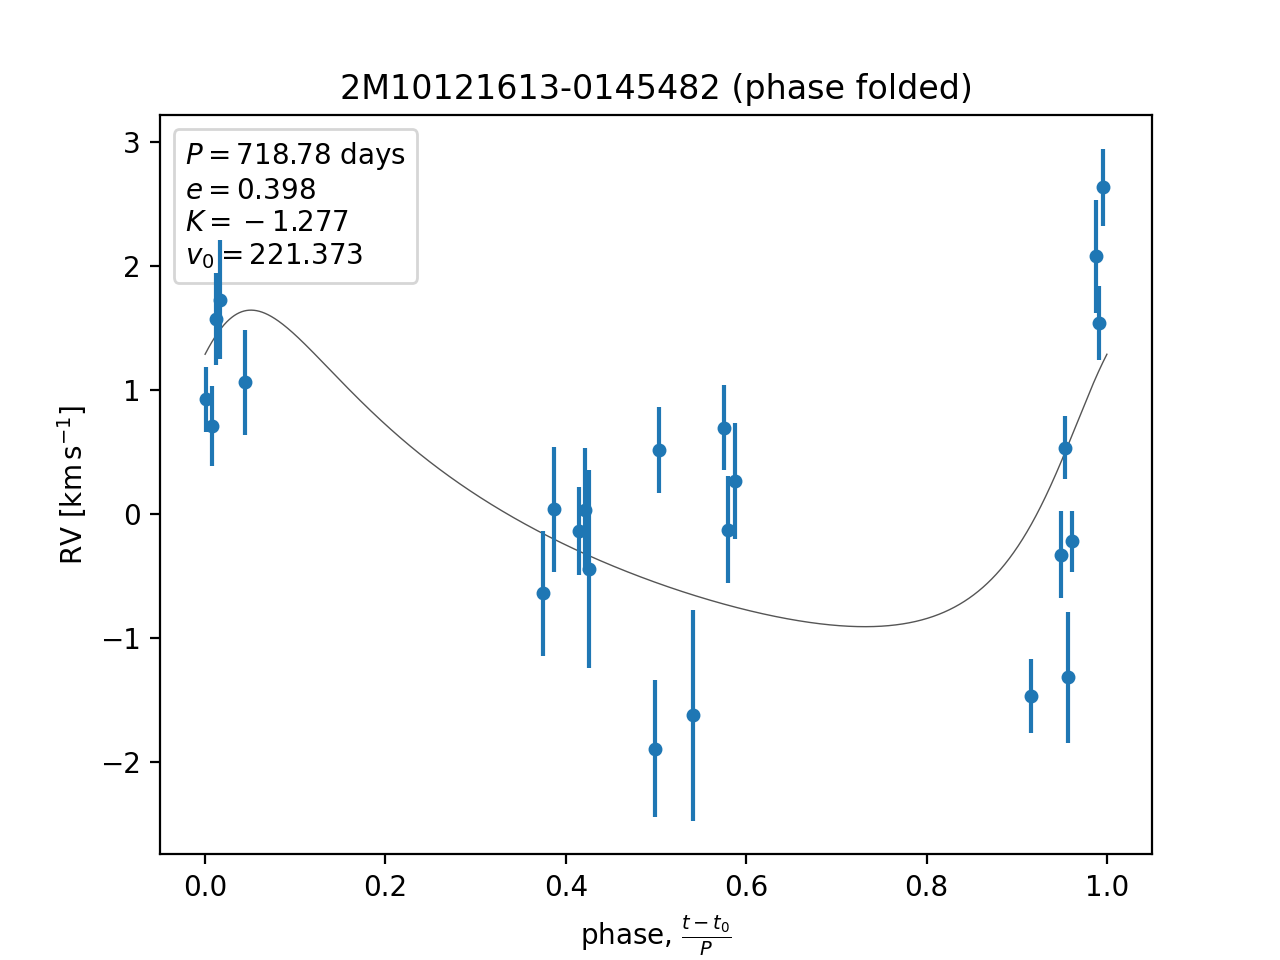 2M10121613-0145482 (phase folded)
P = 718.78 days
e = 0.398
K = −1.277
v₀ = 221.373
3
2
1
0
−1
−2
RV [km s⁻¹]
0.0 0.2 0.4 0.6 0.8 1.0
phase, (t − t₀)/P